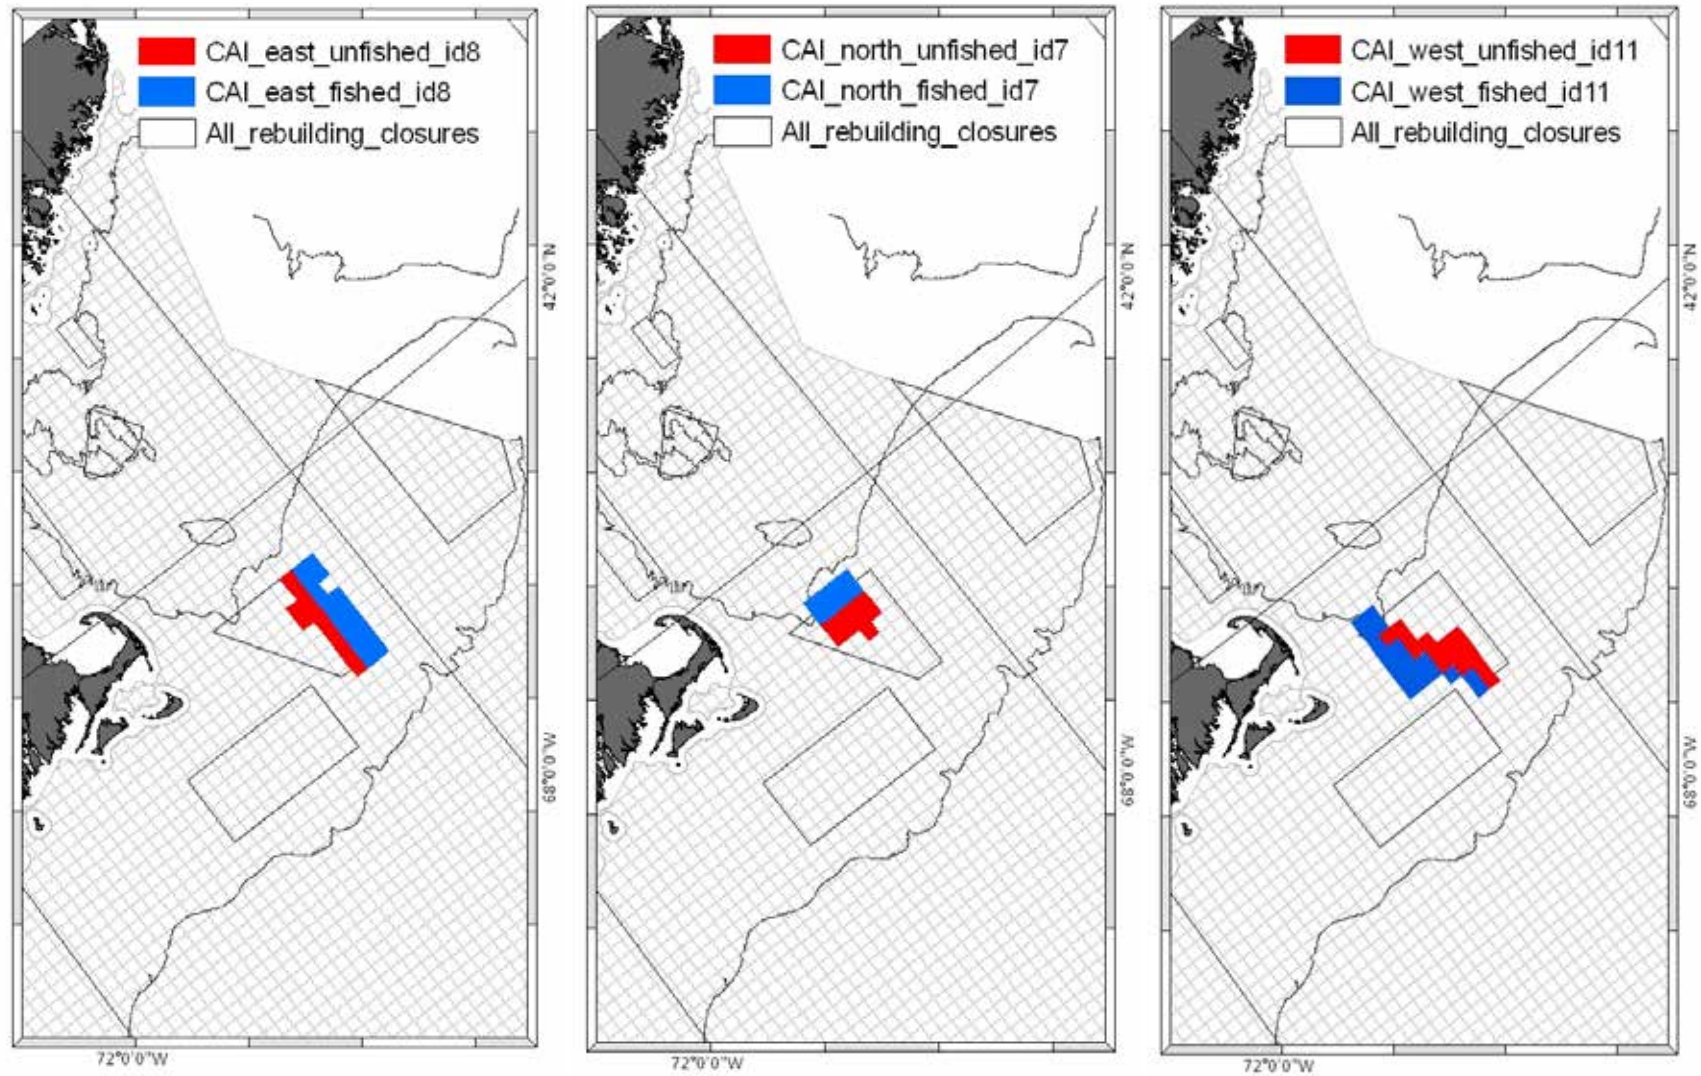 CAI_east_unfished_id8
CAI_east_fished_id8
All_rebuilding_closures
42°0'0"N
68°0'0"W
72°0'0"W
CAI_north_unfished_id7
CAI_north_fished_id7
All_rebuilding_closures
42°0'0"N
68°0'0"W
72°0'0"W
CAI_west_unfished_id11
CAI_west_fished_id11
All_rebuilding_closures
42°0'0"N
68°0'0"W
72°0'0"W